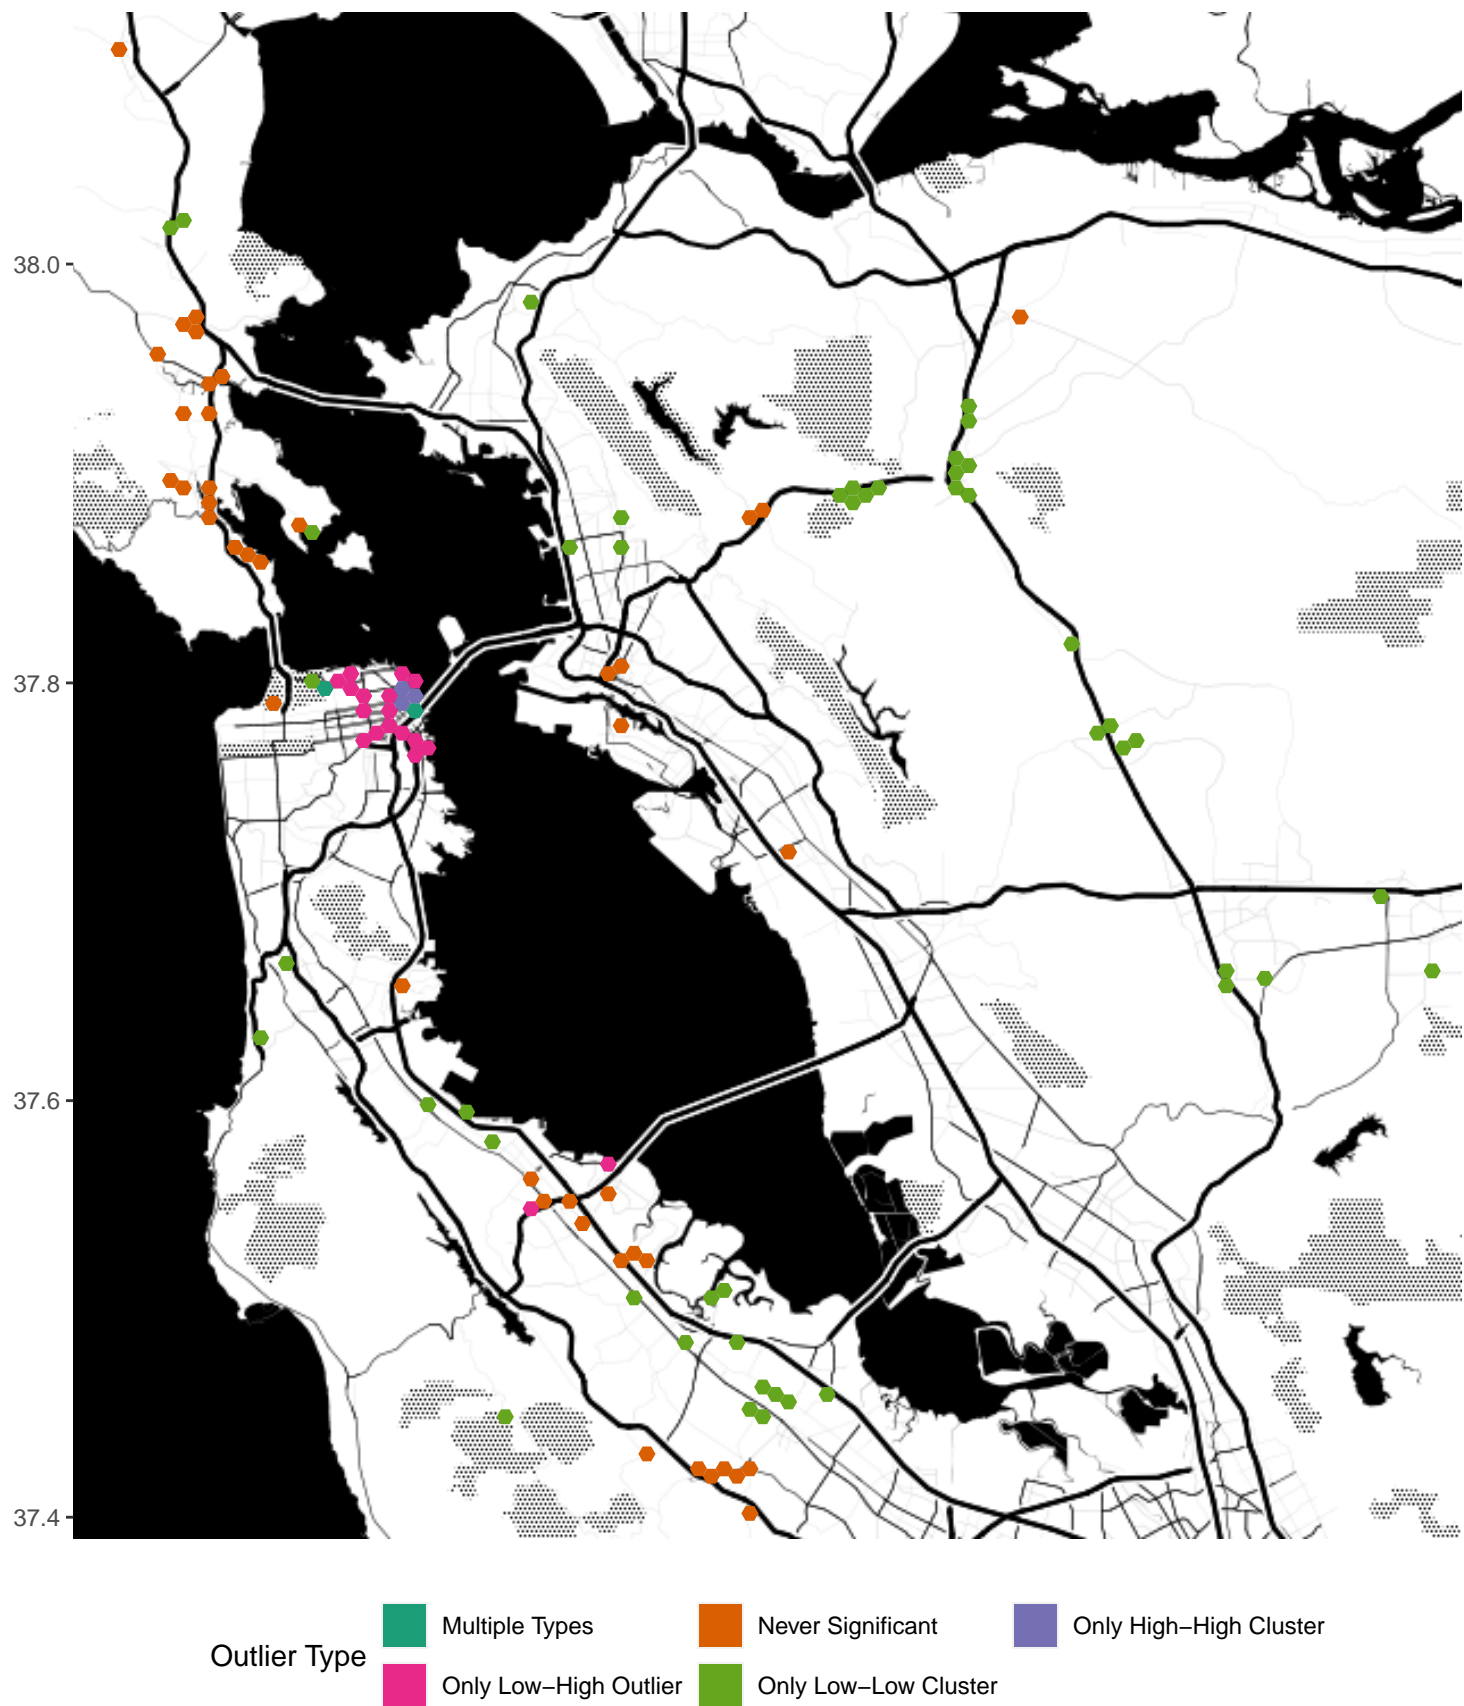 38.0
37.8
37.6
37.4
Outlier Type
Multiple Types
Never Significant
Only High−High Cluster
Only Low−High Outlier
Only Low−Low Cluster